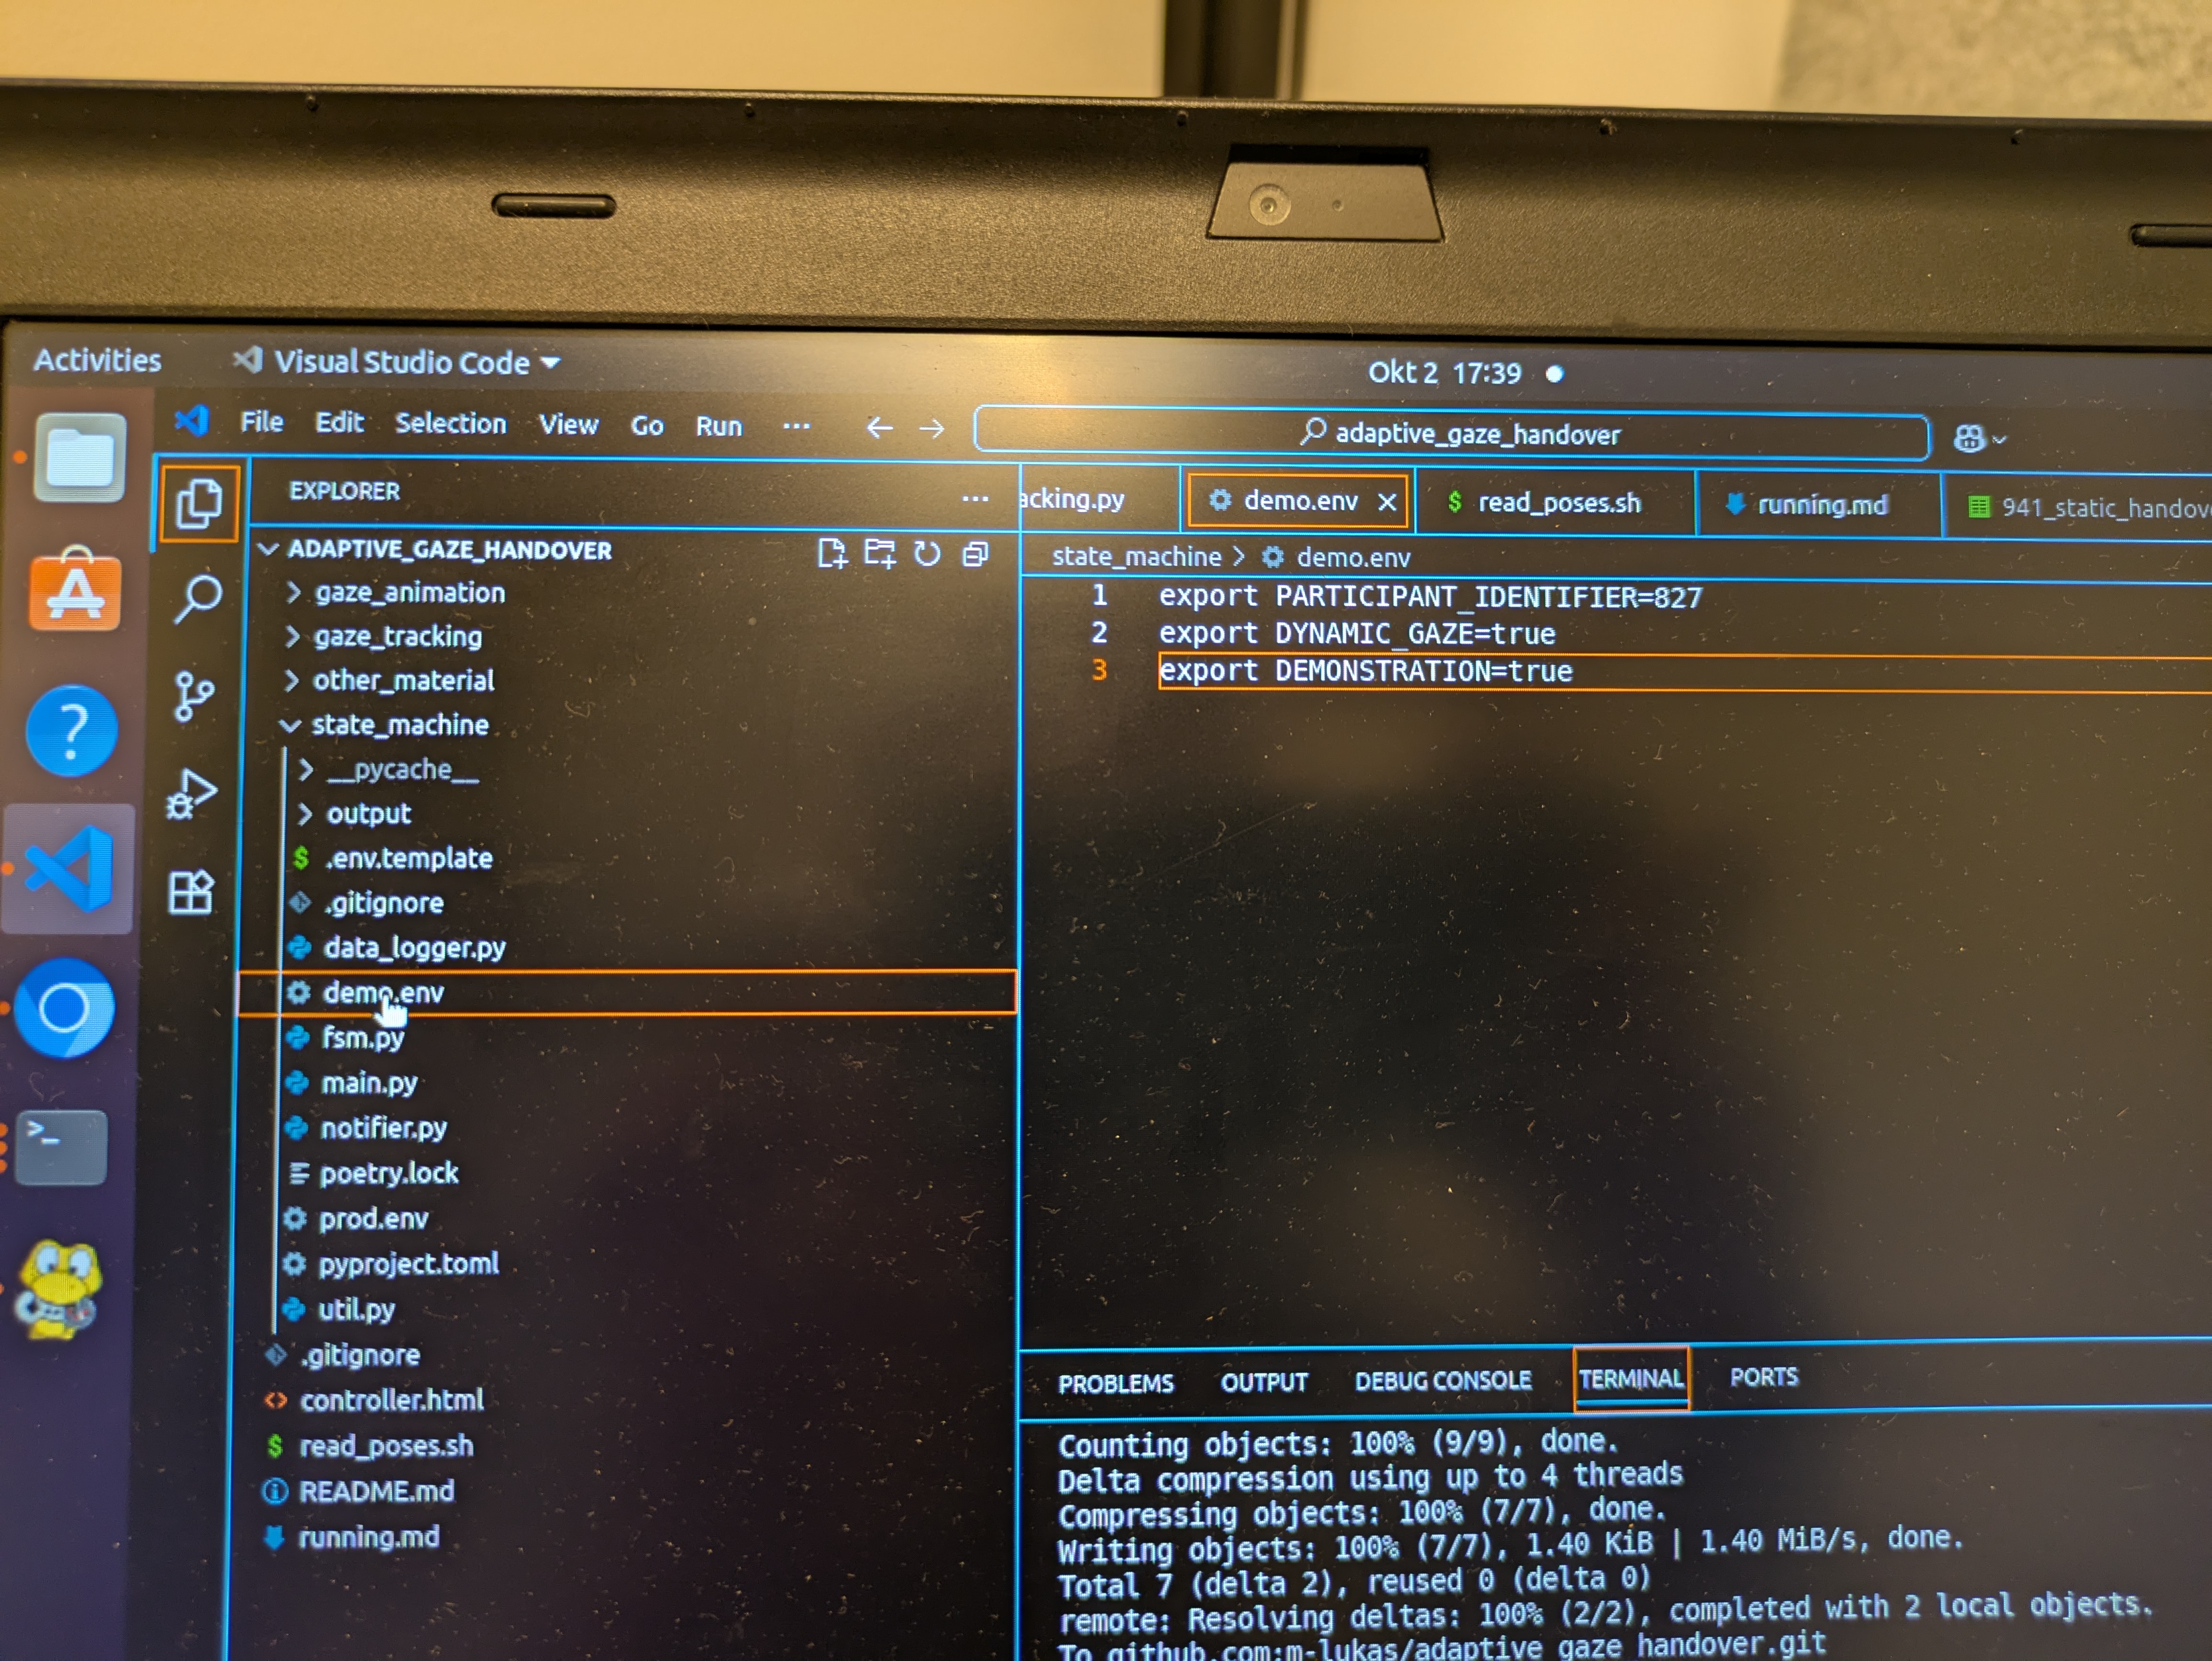 Activities
Visual Studio Code
Okt 2 17:39
File Edit Selection View Go Run ...
adaptive_gaze_handover
EXPLORER
...
acking.py
demo.env
read_poses.sh
running.md
941_static_handov
ADAPTIVE_GAZE_HANDOVER
gaze_animation
gaze_tracking
other_material
state_machine
__pycache__
output
.env.template
.gitignore
data_logger.py
demo.env
fsm.py
main.py
notifier.py
poetry.lock
prod.env
pyproject.toml
util.py
.gitignore
controller.html
read_poses.sh
README.md
running.md
state_machine > demo.env
1 export PARTICIPANT_IDENTIFIER=827
2 export DYNAMIC_GAZE=true
3 export DEMONSTRATION=true
PROBLEMS OUTPUT DEBUG CONSOLE TERMINAL PORTS
Counting objects: 100% (9/9), done.
Delta compression using up to 4 threads
Compressing objects: 100% (7/7), done.
Writing objects: 100% (7/7), 1.40 KiB | 1.40 MiB/s, done.
Total 7 (delta 2), reused 0 (delta 0)
remote: Resolving deltas: 100% (2/2), completed with 2 local objects.
To github.com:m-lukas/adaptive_gaze_handover.git